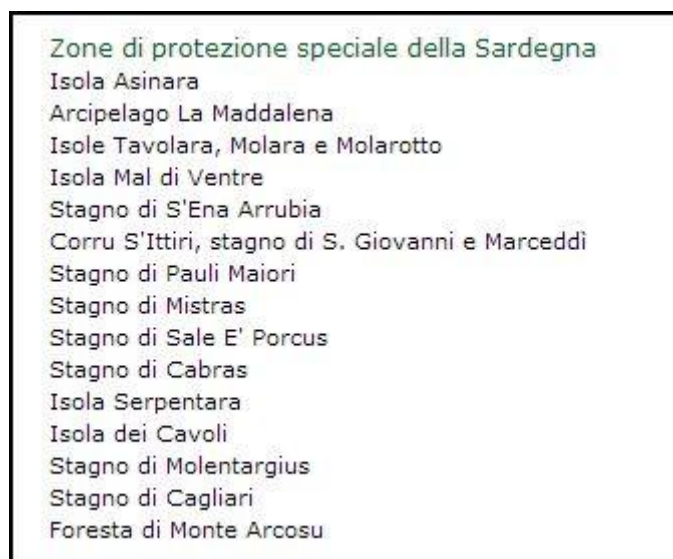 Zone di protezione speciale della Sardegna
Isola Asinara
Arcipelago La Maddalena
Isole Tavolara, Molara e Molarotto
Isola Mal di Ventre
Stagno di S'Ena Arrubia
Corru S'Ittiri, stagno di S. Giovanni e Marceddì
Stagno di Pauli Maiori
Stagno di Mistras
Stagno di Sale E' Porcus
Stagno di Cabras
Isola Serpentara
Isola dei Cavoli
Stagno di Molentargius
Stagno di Cagliari
Foresta di Monte Arcosu